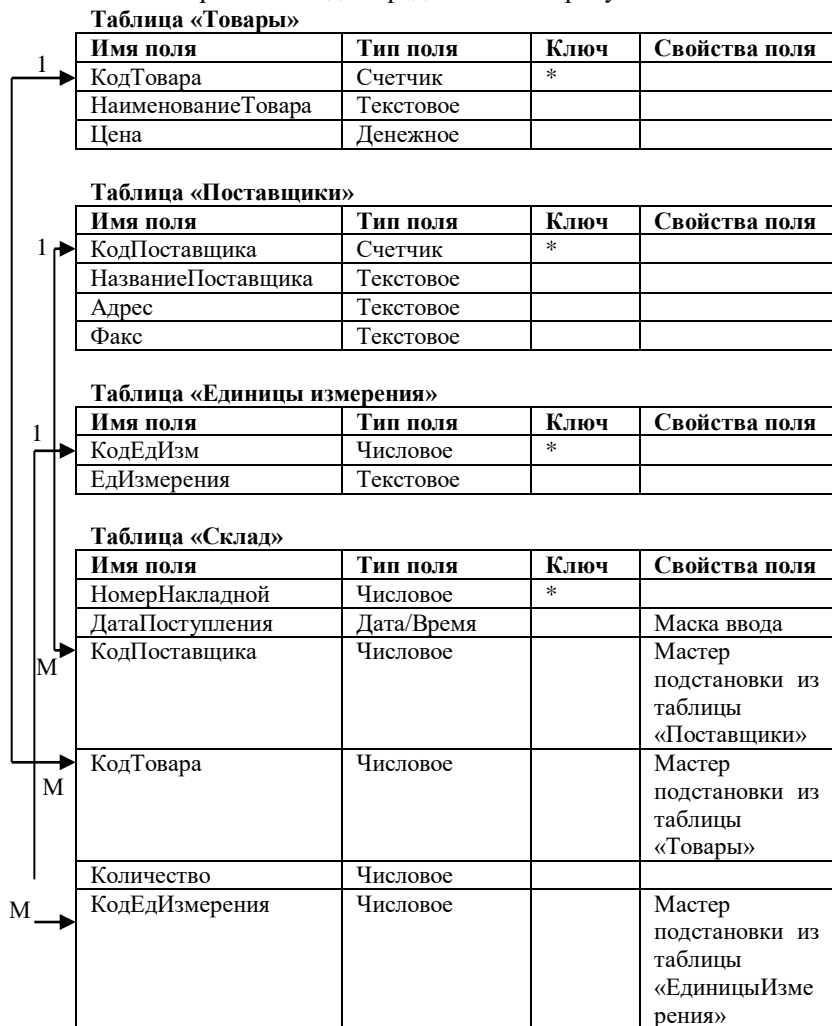 Таблица «Товары»
Имя поля Тип поля Ключ Свойства поля
1 КодТовара Счетчик *
НаименованиеТовара Текстовое
Цена Денежное
Таблица «Поставщики»
Имя поля Тип поля Ключ Свойства поля
1 КодПоставщика Счетчик *
НазваниеПоставщика Текстовое
Адрес Текстовое
Факс Текстовое
Таблица «Единицы измерения»
Имя поля Тип поля Ключ Свойства поля
1 КодЕдИзм Числовое *
ЕдИзмерения Текстовое
Таблица «Склад»
Имя поля Тип поля Ключ Свойства поля
НомерНакладной Числовое *
ДатаПоступления Дата/Время Маска ввода
М КодПоставщика Числовое Мастер
подстановки из
таблицы
«Поставщики»
М КодТовара Числовое Мастер
подстановки из
таблицы
«Товары»
Количество Числовое
М КодЕдИзмерения Числовое Мастер
подстановки из
таблицы
«ЕдиницыИзме
рения»